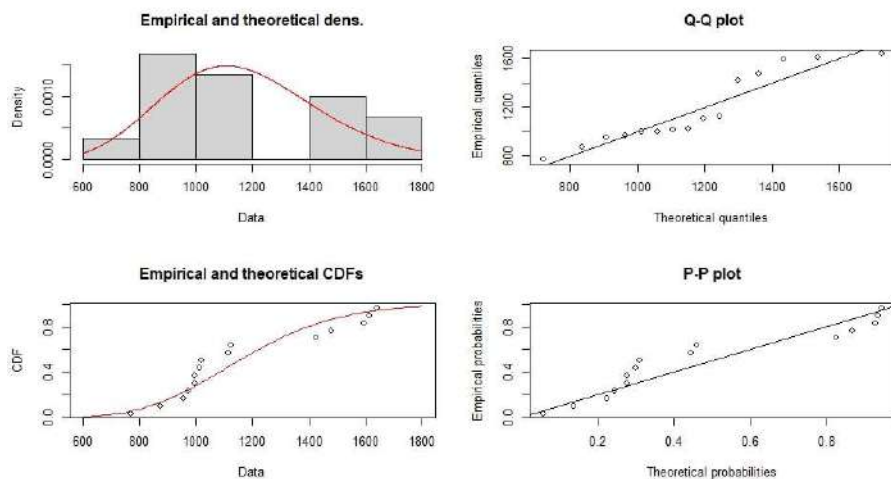 Empirical and theoretical dens.
Density
0.0000 0.0010
600 800 1000 1200 1400 1600 1800
Data
Q-Q plot
Empirical quantiles
800 1200 1600
800 1000 1200 1400 1600
Theoretical quantiles
Empirical and theoretical CDFs
CDF
0.0 0.4 0.8
600 800 1000 1200 1400 1600 1800
Data
P-P plot
Empirical probabilities
0.0 0.4 0.8
0.2 0.4 0.6 0.8
Theoretical probabilities